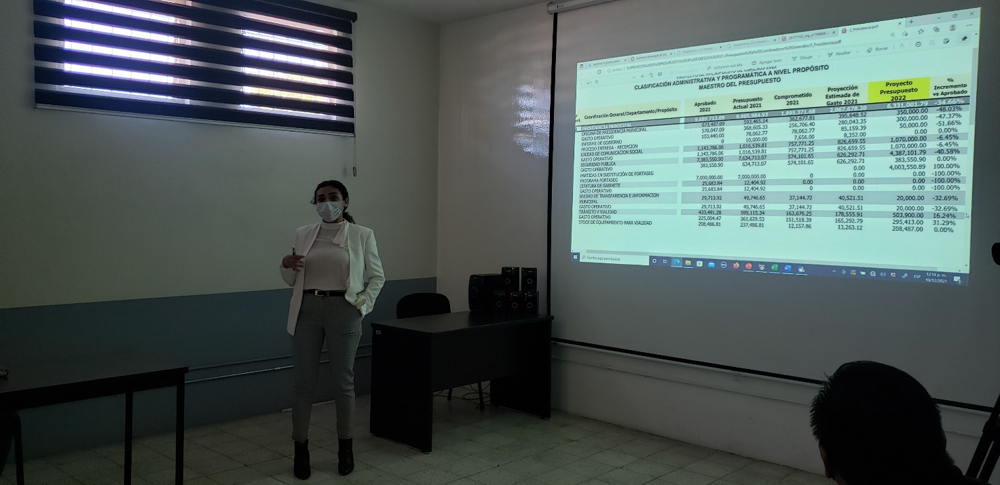 PROYECTO DE PRESUPUESTO DE EGRESOS 2022
CLASIFICACIÓN ADMINISTRATIVA Y PROGRAMÁTICA A NIVEL PROPÓSITO
MAESTRO DEL PRESUPUESTO
Coordinación General/Departamento/Propósito Aprobado 2021 Presupuesto Actual 2021 Comprometido 2021 Proyección Estimada de Gasto 2021 Proyecto Presupuesto 2022 % Incremento vs Aprobado
PRESIDENCIA MUNICIPAL 9,689,713.09 9,905,984.93 1,895,371.68 2,067,678.20 6,331,001.79 -34.66%
OFICINA DE PRESIDENCIA MUNICIPAL 673,487.09 593,465.14 362,677.81 395,648.52 350,000.00 -48.03%
GASTO OPERATIVO 570,047.09 368,605.33 256,706.40 280,043.35 300,000.00 -47.37%
INFORME DE GOBIERNO 103,440.00 78,062.77 78,062.77 85,159.39 50,000.00 -51.66%
PROCESO ENTREGA - RECEPCION 0 10,000.00 7,656.00 8,352.00 0.00 0.00%
UNIDAD DE COMUNICACION SOCIAL 1,143,786.06 1,016,539.81 757,771.25 826,659.55 1,070,000.00 -6.45%
GASTO OPERATIVO 1,143,786.06 1,016,539.81 757,771.25 826,659.55 1,070,000.00 -6.45%
SEGURIDAD PUBLICA 7,383,550.90 7,634,713.07 574,101.65 626,292.71 4,387,101.79 -40.58%
GASTO OPERATIVO 383,550.90 634,713.07 574,101.65 626,292.71 383,550.90 0.00%
PARTIDAS EN SUSTITUCIÓN DE FORTASEG 0.00 4,003,550.89 100.00%
PROGRAMA FORTASEG 7,000,000.00 7,000,000.00 0 0.00 0.00 -100.00%
JEFATURA DE GABINETE 25,683.84 12,404.92 0.00 0 0.00 -100.00%
GASTO OPERATIVO 25,683.84 12,404.92 0 0 0.00 -100.00%
UNIDAD DE TRANSFERENCIA E INFORMACION MUNICIPAL 29,713.92 49,746.65 37,144.72 40,521.51 20,000.00 -32.69%
GASTO OPERATIVO 29,713.92 49,746.65 37,144.72 40,521.51 20,000.00 -32.69%
TRÁNSITO Y VIALIDAD 433,491.28 599,115.34 163,676.25 178,555.91 503,900.00 16.24%
GASTO OPERATIVO 225,004.47 361,628.53 151,518.39 165,292.79 295,413.00 31.29%
STOCK DE EQUIPAMIENTO PARA VIALIDAD 208,486.81 237,486.81 12,157.86 13,263.12 208,487.00 0.00%
Escribe aquí para buscar
ESP
12:14 p. m.
10/12/2021